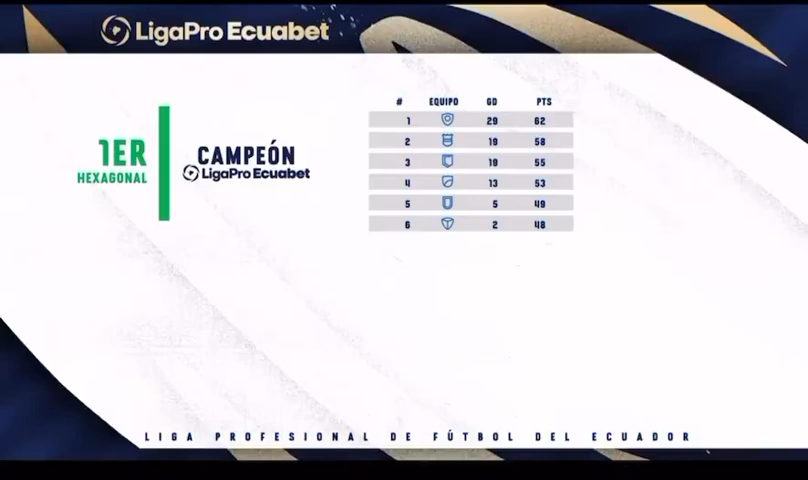 LigaPro Ecuabet
1ER
HEXAGONAL
CAMPEÓN
LigaPro Ecuabet
# EQUIPO GD PTS
1 29 62
2 19 58
3 19 55
4 13 53
5 5 49
6 2 48
LIGA PROFESIONAL DE FÚTBOL DEL ECUADOR